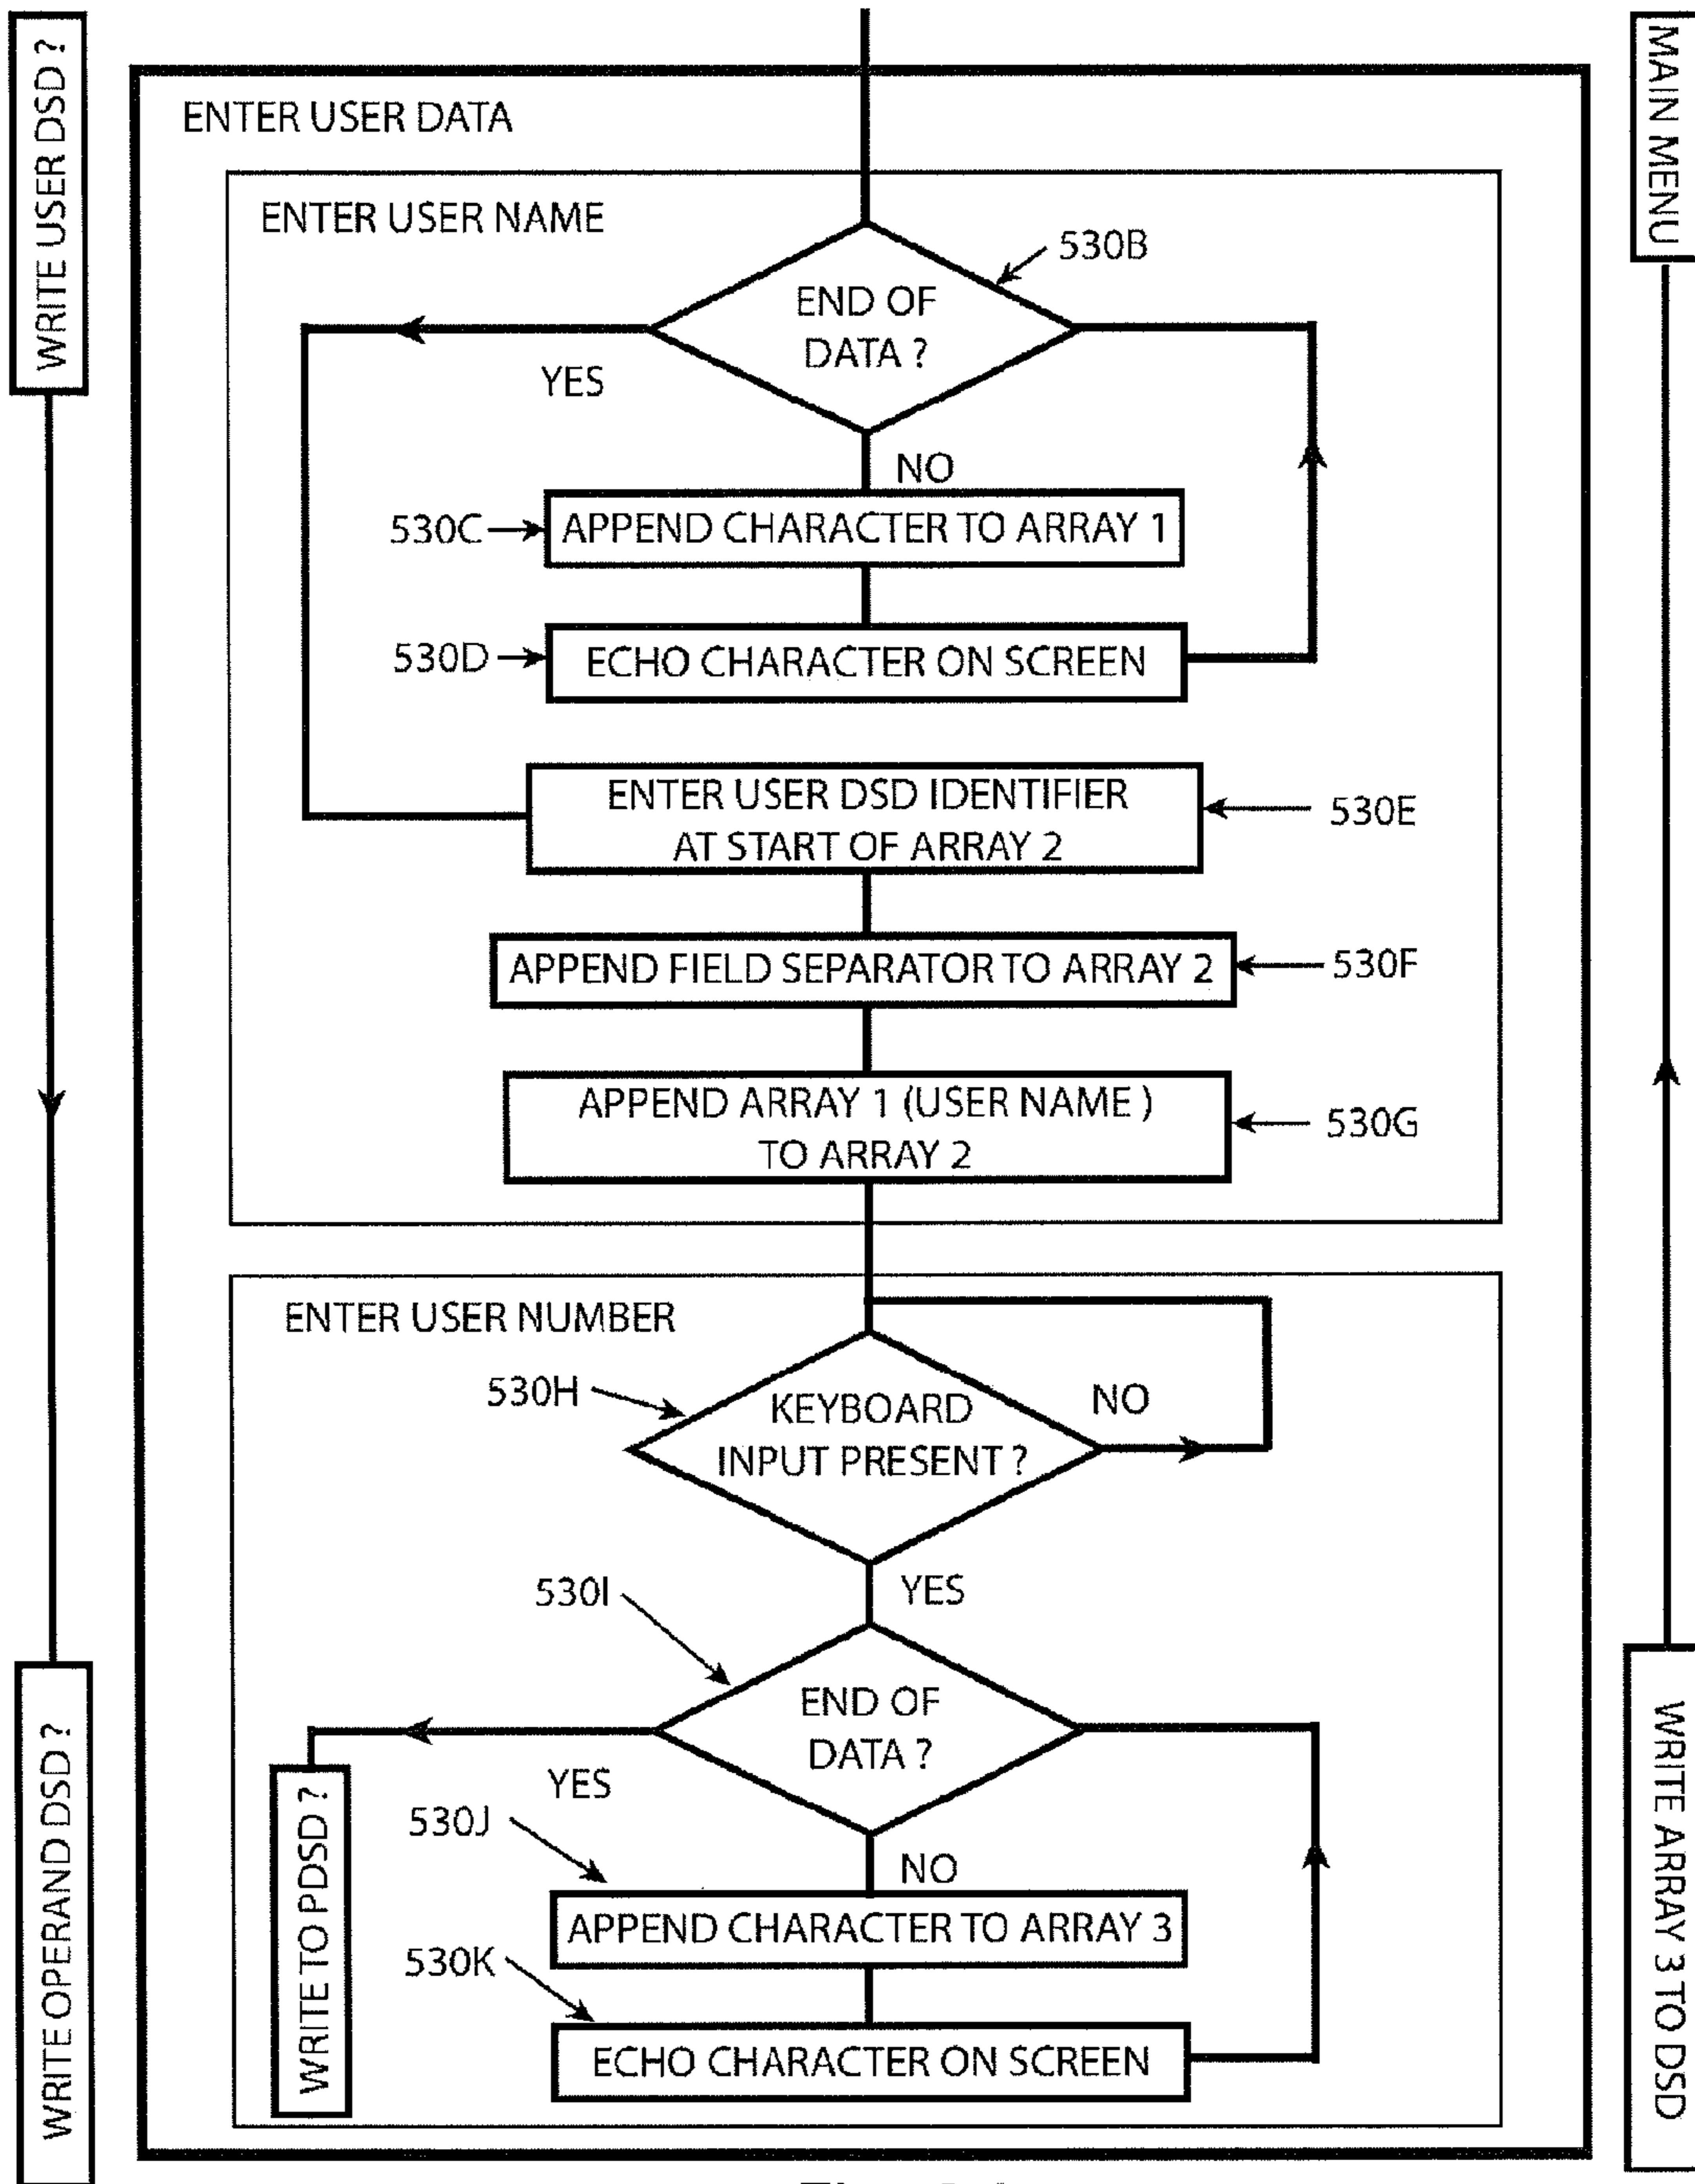 WRITE USER DSD ?
MAIN MENU
ENTER USER DATA
ENTER USER NAME
530B
END OF
DATA ?
YES
NO
530C
APPEND CHARACTER TO ARRAY 1
530D
ECHO CHARACTER ON SCREEN
ENTER USER DSD IDENTIFIER
AT START OF ARRAY 2
530E
APPEND FIELD SEPARATOR TO ARRAY 2
530F
APPEND ARRAY 1 (USER NAME )
TO ARRAY 2
530G
ENTER USER NUMBER
530H
KEYBOARD
INPUT PRESENT ?
NO
YES
530I
END OF
DATA ?
YES
NO
WRITE TO PDSD ?
530J
APPEND CHARACTER TO ARRAY 3
530K
ECHO CHARACTER ON SCREEN
WRITE OPERAND DSD ?
WRITE ARRAY 3 TO DSD